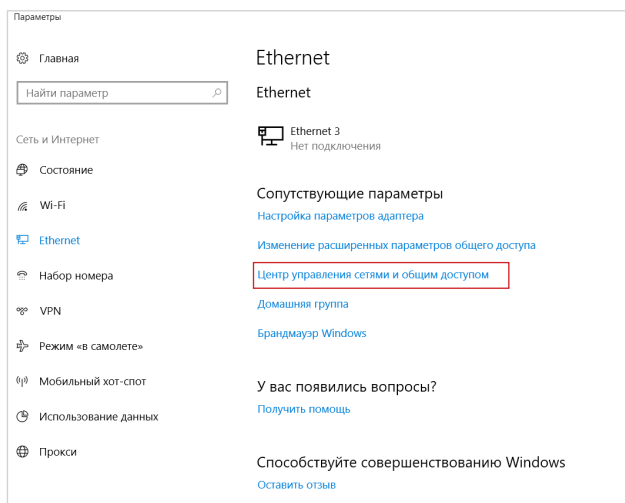 Параметры
Главная
Найти параметр
Сеть и Интернет
Состояние
Wi-Fi
Ethernet
Набор номера
VPN
Режим «в самолете»
Мобильный хот-спот
Использование данных
Прокси
Ethernet
Ethernet
Ethernet 3
Нет подключения
Сопутствующие параметры
Настройка параметров адаптера
Изменение расширенных параметров общего доступа
Центр управления сетями и общим доступом
Домашняя группа
Брандмауэр Windows
У вас появились вопросы?
Получить помощь
Способствуйте совершенствованию Windows
Оставить отзыв